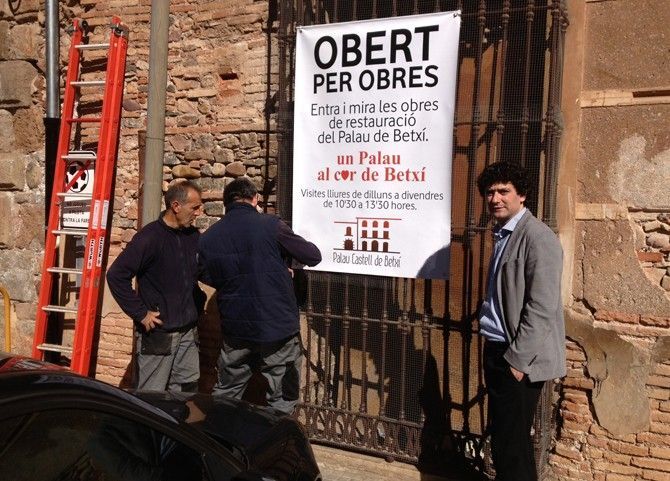 OBERT
PER OBRES
Entra i mira les obres
de restauració
del Palau de Betxí.
un Palau
al c♥r de Betxí
Visites lliures de dilluns a divendres
de 10'30 a 13'30 hores.
Palau Castell de Betxí